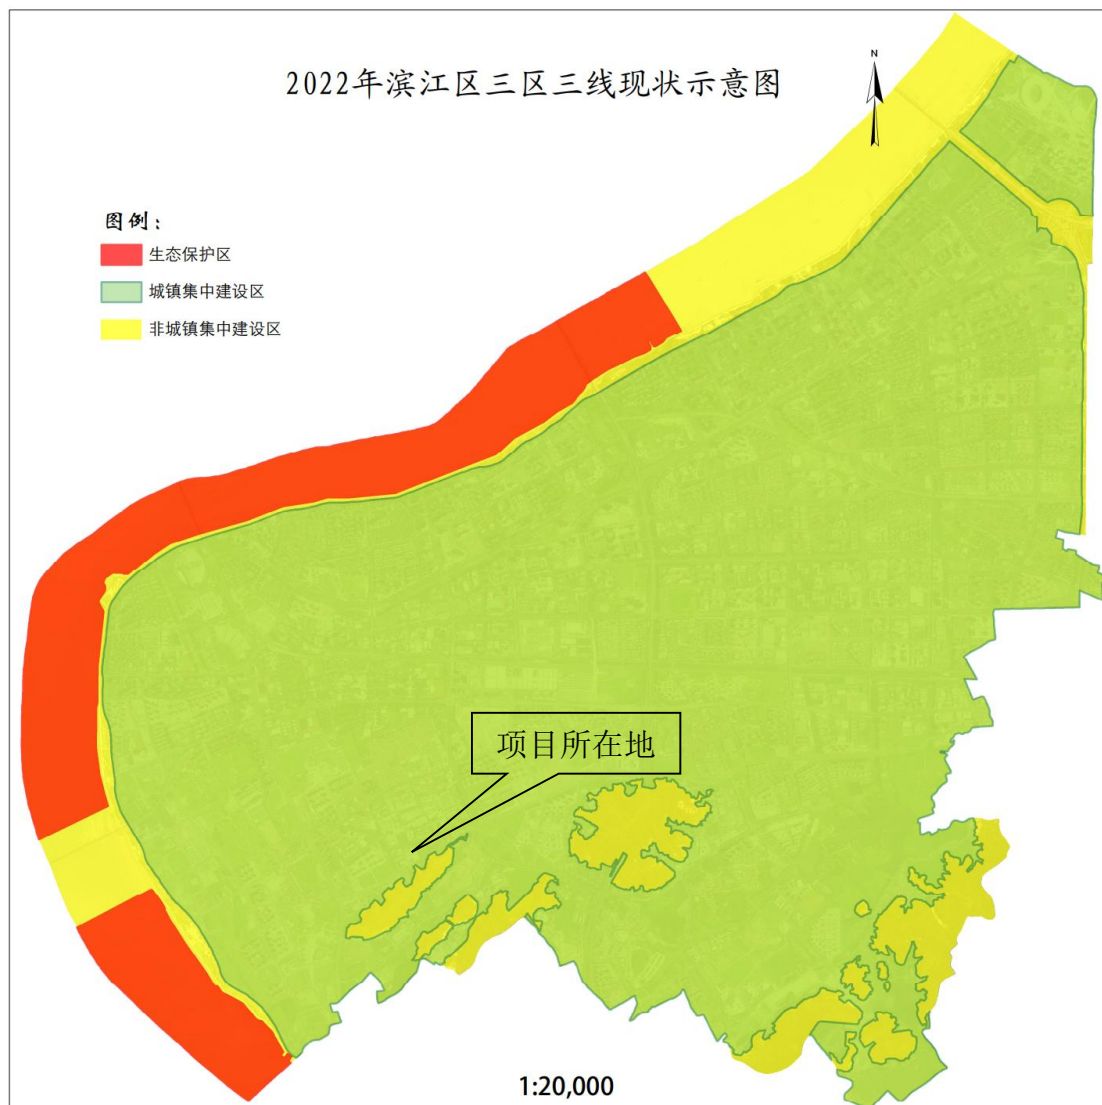 2022年滨江区三区三线现状示意图
N
图例：
生态保护区
城镇集中建设区
非城镇集中建设区
项目所在地
1:20,000